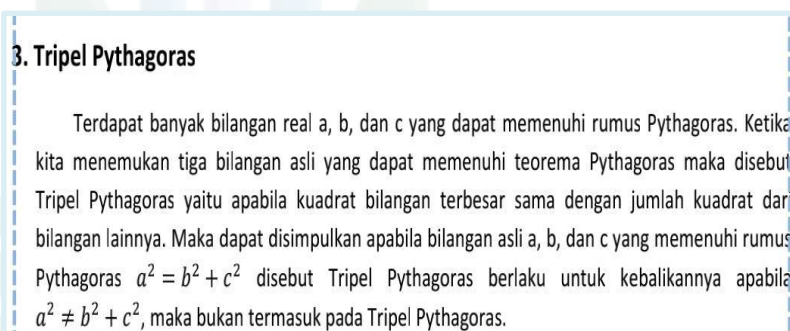 3. Tripel Pythagoras
Terdapat banyak bilangan real a, b, dan c yang dapat memenuhi rumus Pythagoras. Ketika
kita menemukan tiga bilangan asli yang dapat memenuhi teorema Pythagoras maka disebut
Tripel Pythagoras yaitu apabila kuadrat bilangan terbesar sama dengan jumlah kuadrat dari
bilangan lainnya. Maka dapat disimpulkan apabila bilangan asli a, b, dan c yang memenuhi rumus
Pythagoras a² = b² + c² disebut Tripel Pythagoras berlaku untuk kebalikannya apabila
a² ≠ b² + c², maka bukan termasuk pada Tripel Pythagoras.